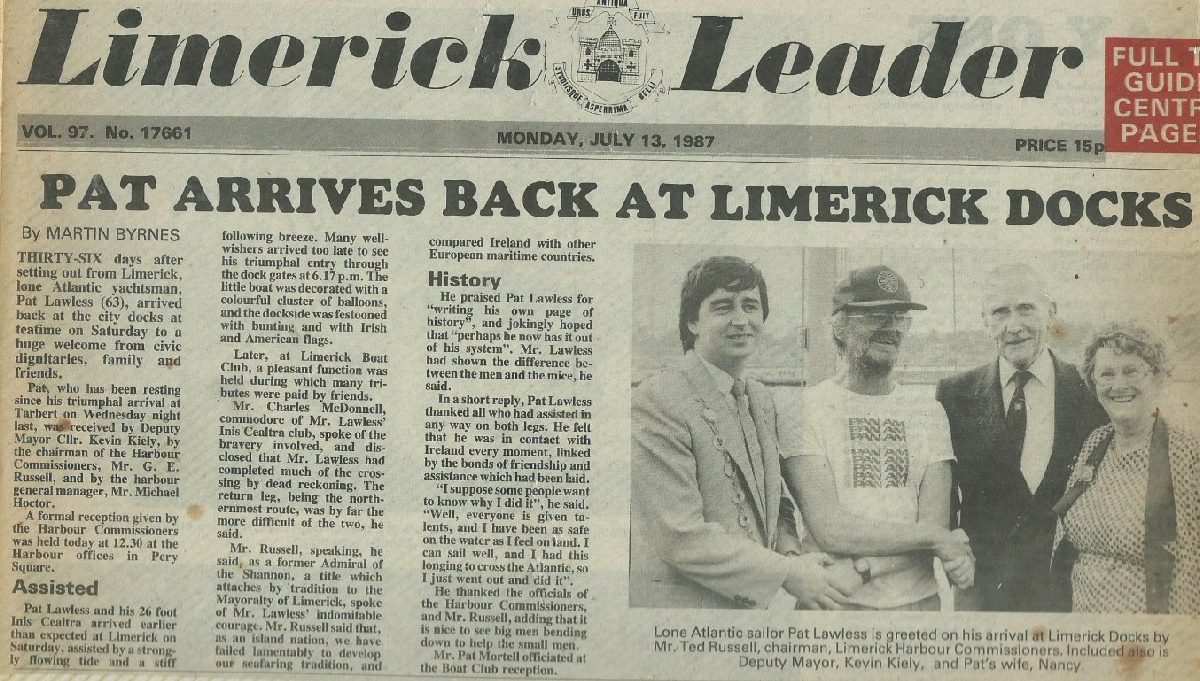 Limerick Leader
ANTIQUA
URBS FUIT
STUDIISQUE ASPERRIMA BELLI
FULL T
GUIDE
CENTR
PAGE
VOL. 97. No. 17661
MONDAY, JULY 13, 1987
PRICE 15p
PAT ARRIVES BACK AT LIMERICK DOCKS
By MARTIN BYRNES
THIRTY-SIX days after
setting out from Limerick,
lone Atlantic yachtsman,
Pat Lawless (63), arrived
back at the city docks at
teatime on Saturday to a
huge welcome from civic
dignitaries, family and
friends.
Pat, who has been resting
since his triumphal arrival at
Tarbert on Wednesday night
last, was received by Deputy
Mayor Cllr. Kevin Kiely, by
the chairman of the Harbour
Commissioners, Mr. G. E.
Russell, and by the harbour
general manager, Mr. Michael
Hoctor.
A formal reception given by
the Harbour Commissioners
was held today at 12.30 at the
Harbour offices in Pery
Square.
Assisted
Pat Lawless and his 26 foot
Inis Cealtra arrived earlier
than expected at Limerick on
Saturday, assisted by a strong-
ly flowing tide and a stiff
following breeze. Many well-
wishers arrived too late to see
his triumphal entry through
the dock gates at 6.17 p.m. The
little boat was decorated with a
colourful cluster of balloons,
and the dockside was festooned
with bunting and with Irish
and American flags.
Later, at Limerick Boat
Club, a pleasant function was
held during which many tri-
butes were paid by friends.
Mr. Charles McDonnell,
commodore of Mr. Lawless'
Inis Cealtra club, spoke of the
bravery involved, and dis-
closed that Mr. Lawless had
completed much of the cros-
sing by dead reckoning. The
return leg, being the north-
ernmost route, was by far the
more difficult of the two, he
said.
Mr. Russell, speaking, he
said, as a former Admiral of
the Shannon, a title which
attaches by tradition to the
Mayoralty of Limerick, spoke
of Mr. Lawless' indomitable
courage. Mr. Russell said that,
as an island nation, we have
failed lamentably to develop
our seafaring tradition, and
compared Ireland with other
European maritime countries.
History
He praised Pat Lawless for
"writing his own page of
history", and jokingly hoped
that "perhaps he now has it out
of his system". Mr. Lawless
had shown the difference be-
tween the men and the mice, he
said.
In a short reply, Pat Lawless
thanked all who had assisted in
any way on both legs. He felt
that he was in contact with
Ireland every moment, linked
by the bonds of friendship and
assistance which had been laid.
"I suppose some people want
to know why I did it", he said.
"Well, everyone is given ta-
lents, and I have been as safe
on the water as I feel on land. I
can sail well, and I had this
longing to cross the Atlantic, so
I just went out and did it".
He thanked the officials of
the Harbour Commissioners,
and Mr. Russell, adding that it
is nice to see big men bending
down to help the small men.
Mr. Pat Mortell officiated at
the Boat Club reception.
Lone Atlantic sailor Pat Lawless is greeted on his arrival at Limerick Docks by
Mr. Ted Russell, chairman, Limerick Harbour Commissioners. Included also is
Deputy Mayor, Kevin Kiely, and Pat's wife, Nancy.